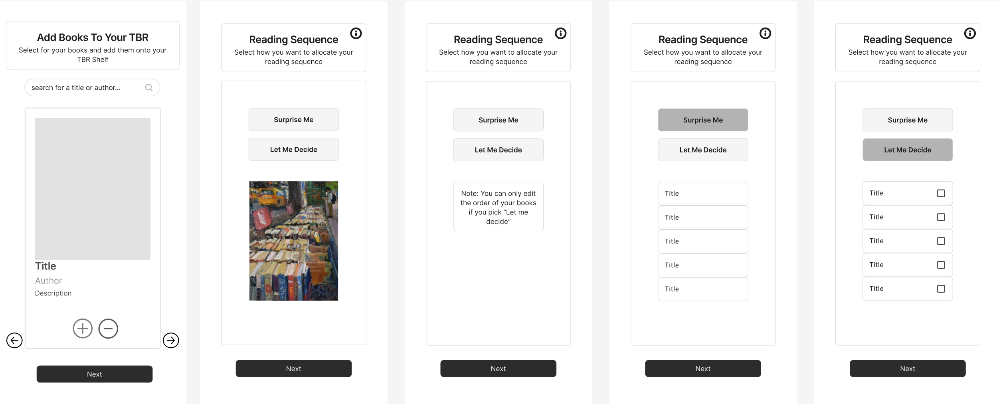 Add Books To Your TBR
Select for your books and add them onto your
TBR Shelf
search for a title or author...
Title
Author
Description
Next
Reading Sequence
Select how you want to allocate your
reading sequence
Surprise Me
Let Me Decide
Next
Reading Sequence
Select how you want to allocate your
reading sequence
Surprise Me
Let Me Decide
Note: You can only edit
the order of your books
if you pick “Let me
decide”
Next
Reading Sequence
Select how you want to allocate your
reading sequence
Surprise Me
Let Me Decide
Title
Title
Title
Title
Title
Next
Reading Sequence
Select how you want to allocate your
reading sequence
Surprise Me
Let Me Decide
Title
Title
Title
Title
Title
Next